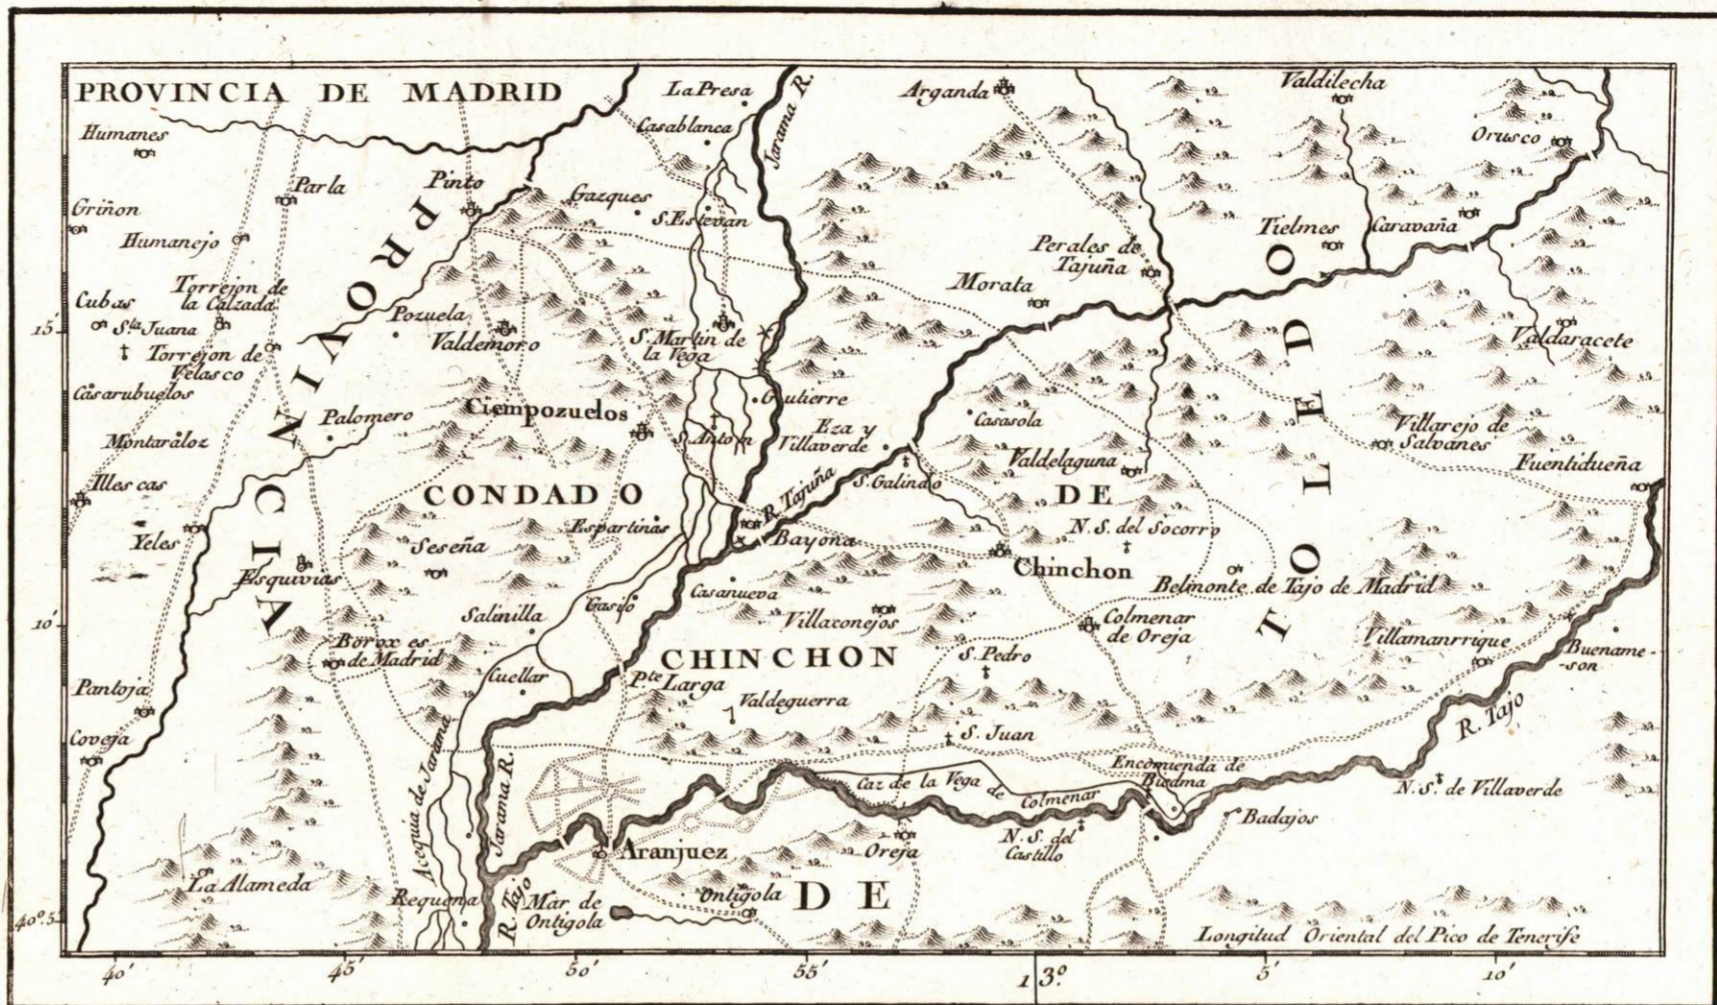 PROVINCIA DE MADRID
La Presa
Jarama R.
Arganda
Valdilecha
Humanes
Casablanca
Orusco
Parla
Pinto
Gazques
Griñon
S. Estevan
Humanejo
Perales de
Tajuña
Tielmes
Caravaña
PROVINCIA
Torrejon de
la Calzada
Morata
Cubas
Sta Juana
Pozuela
Valdemoro
S. Martin de
la Vega
15'
Valdaracete
Torrejon de
Velasco
Casarubuelos
Gutierre
Palomero
Ciempozuelos
S. Anton
Eza y
Villaverde
Casasola
Villarejo de
Salvanes
Montaraloz
Valdelaguna
Fuentidueña
Illescas
CONDADO
R. Tajuña
S. Galindo
DE
TOLEDO
Espartinas
N. S. del Socorro
Yeles
Seseña
Bayona
Chinchon
Esquivias
Casanueva
Belmonte de Tajo de Madrid
Gasiso
10'
Salinilla
Villaconejos
Colmenar
de Oreja
Villamanrrique
Borox es
de Madrid
CHINCHON
S. Pedro
Buename-
-son
Cuellar
Pte Larga
Pantoja
Valdeguerra
R. Tajo
Coveja
S. Juan
Acequia de Jarama
Jarama R.
Encomienda de
Biedma
Caz de la Vega de
Colmenar
N. S. de Villaverde
Badajos
Aranjuez
Oreja
N. S. del
Castillo
La Alameda
Requena
R. Tajo
Mar de
Ontigola
Ontigola
DE
40º.5'
Longitud Oriental del Pico de Tenerife
40'
45'
50'
55'
13º.
5'
10'